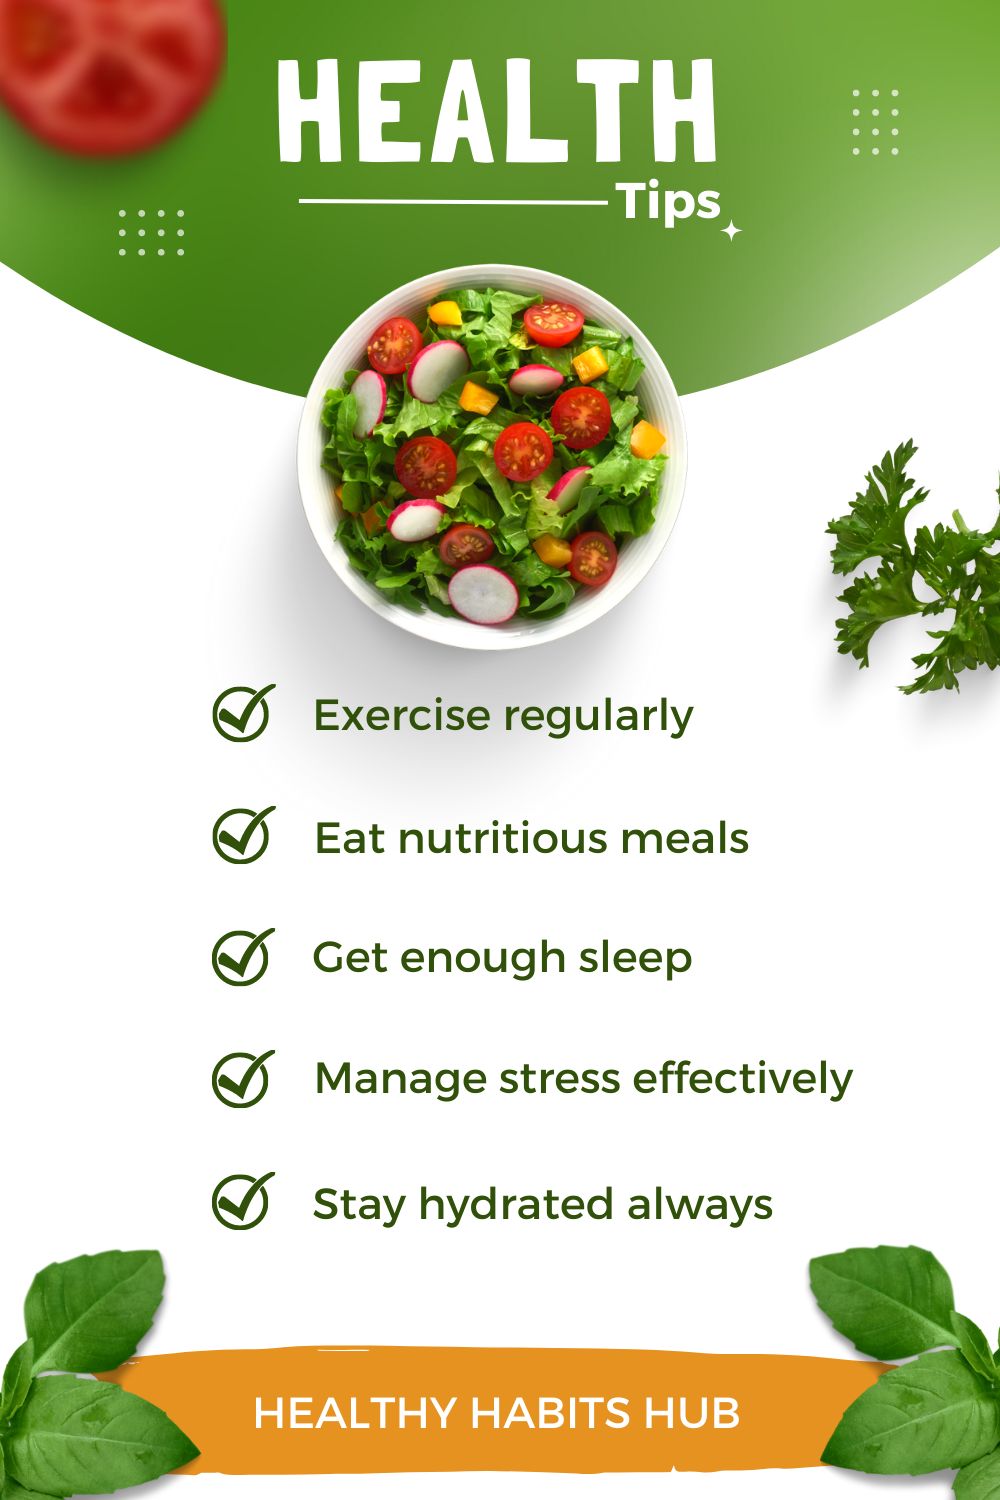 HEALTH
Tips
Exercise regularly
Eat nutritious meals
Get enough sleep
Manage stress effectively
Stay hydrated always
HEALTHY HABITS HUB